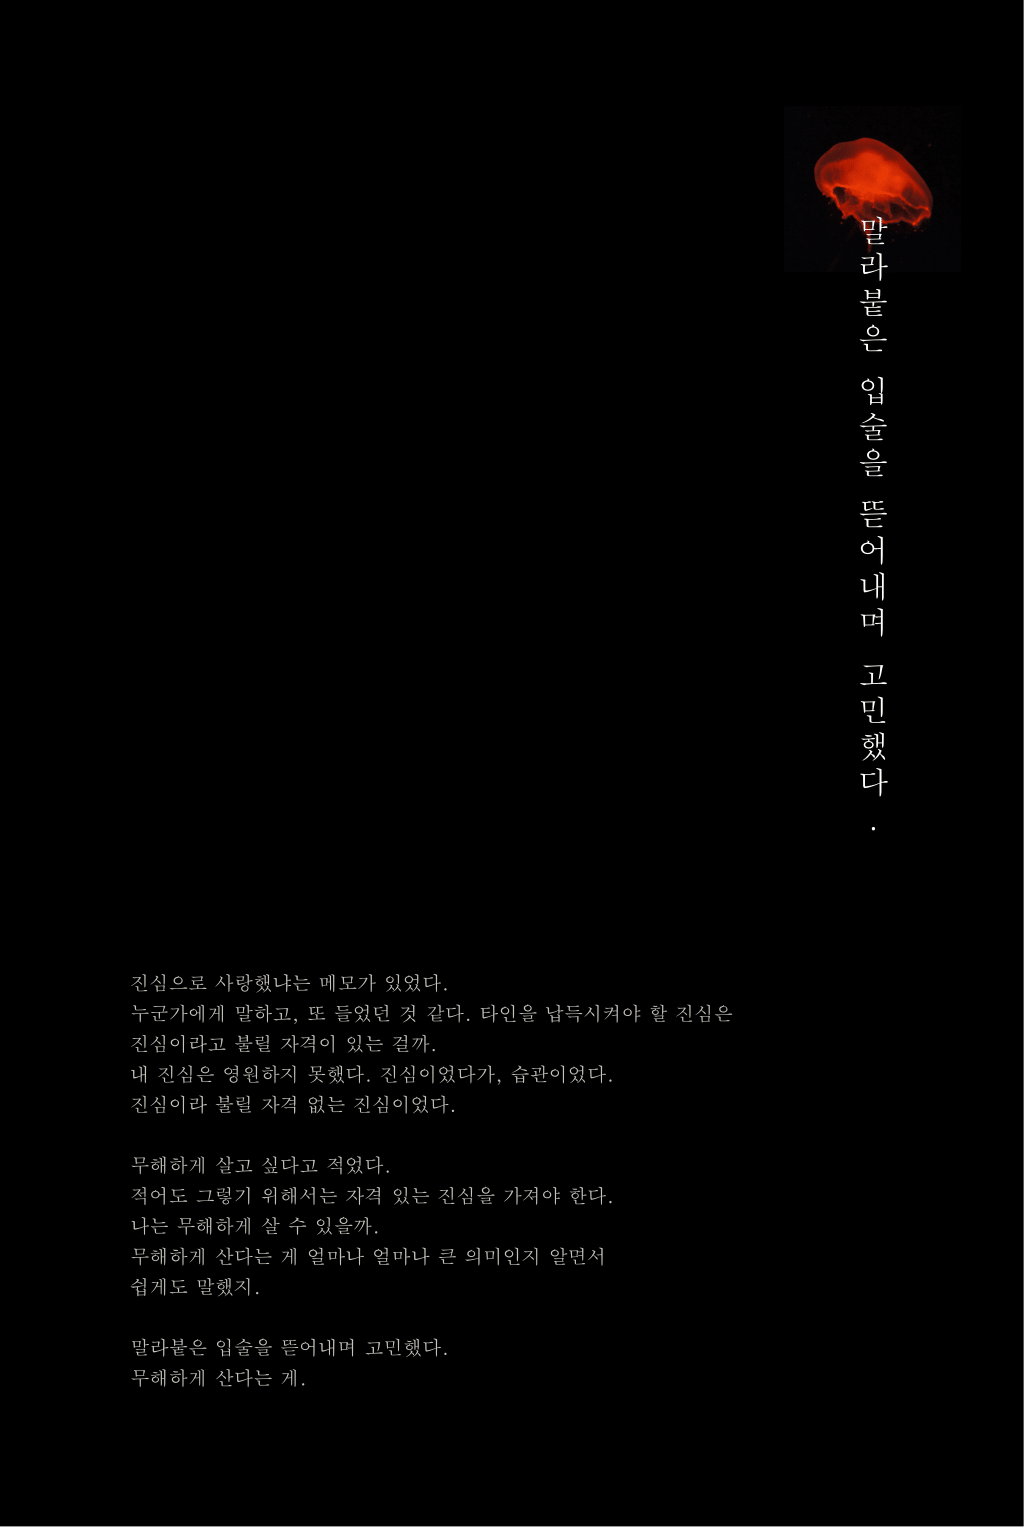 말라붙은 입술을 뜯어내며 고민했다.
진심으로 사랑했냐는 메모가 있었다.
누군가에게 말하고, 또 들었던 것 같다. 타인을 납득시켜야 할 진심은
진심이라고 불릴 자격이 있는 걸까.
내 진심은 영원하지 못했다. 진심이었다가, 습관이었다.
진심이라 불릴 자격 없는 진심이었다.
무해하게 살고 싶다고 적었다.
적어도 그렇기 위해서는 자격 있는 진심을 가져야 한다.
나는 무해하게 살 수 있을까.
무해하게 산다는 게 얼마나 얼마나 큰 의미인지 알면서
쉽게도 말했지.
말라붙은 입술을 뜯어내며 고민했다.
무해하게 산다는 게.